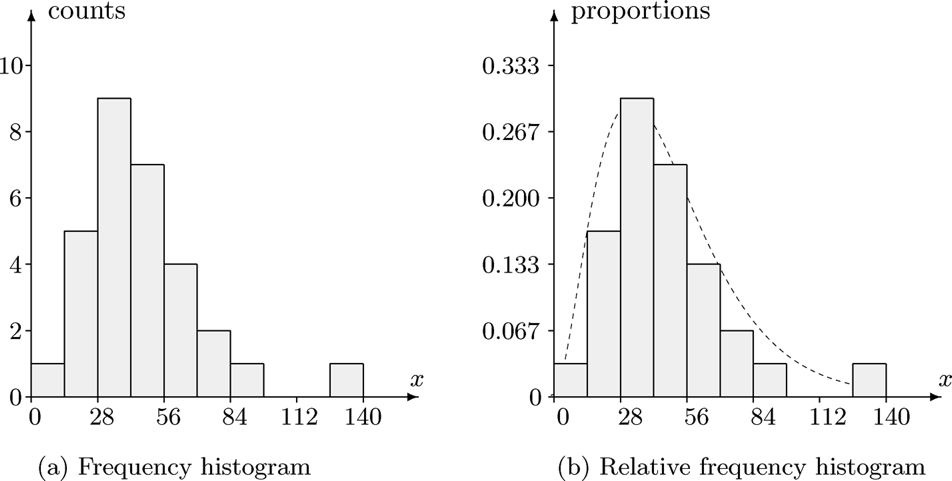 counts
10
8
6
4
2
0
0 28 56 84 112 140
x
(a) Frequency histogram
proportions
0.333
0.267
0.200
0.133
0.067
0
0 28 56 84 112 140
x
(b) Relative frequency histogram